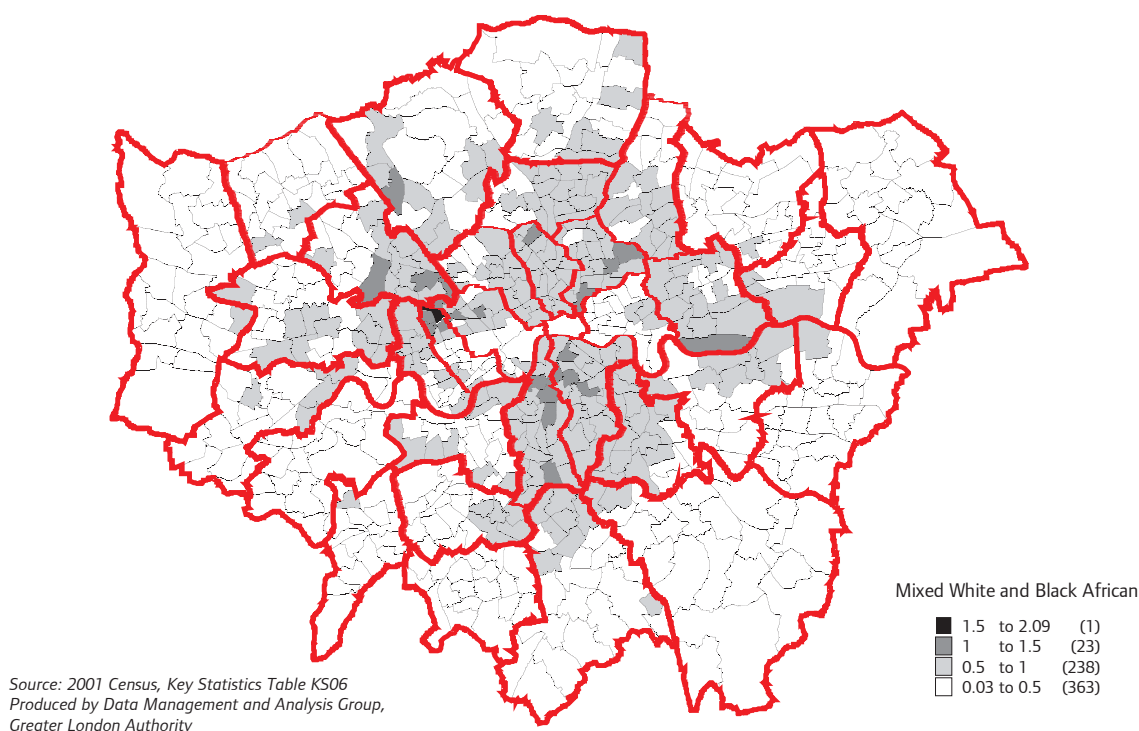 Mixed White and Black African
1.5 to 2.09 (1)
1 to 1.5 (23)
0.5 to 1 (238)
0.03 to 0.5 (363)
Source: 2001 Census, Key Statistics Table KS06
Produced by Data Management and Analysis Group,
Greater London Authority